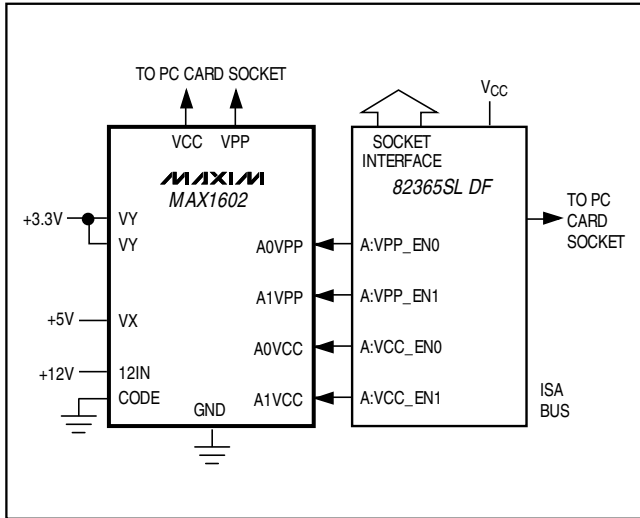 TO PC CARD SOCKET
VCC VPP
MAXIM
MAX1602
+3.3V
VY
VY
+5V
VX
+12V
12IN
CODE
GND
A0VPP
A1VPP
A0VCC
A1VCC
VCC
SOCKET
INTERFACE
82365SL DF
A:VPP_EN0
A:VPP_EN1
A:VCC_EN0
A:VCC_EN1
TO PC
CARD
SOCKET
ISA
BUS